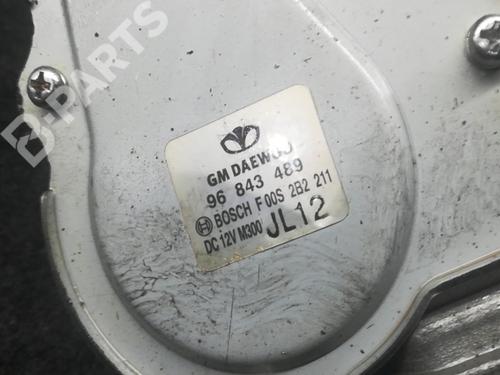 B-PARTS
GM DAEWOO
96 843 489
BOSCH F 00S 2B2 211
DC 12V M300 JL12